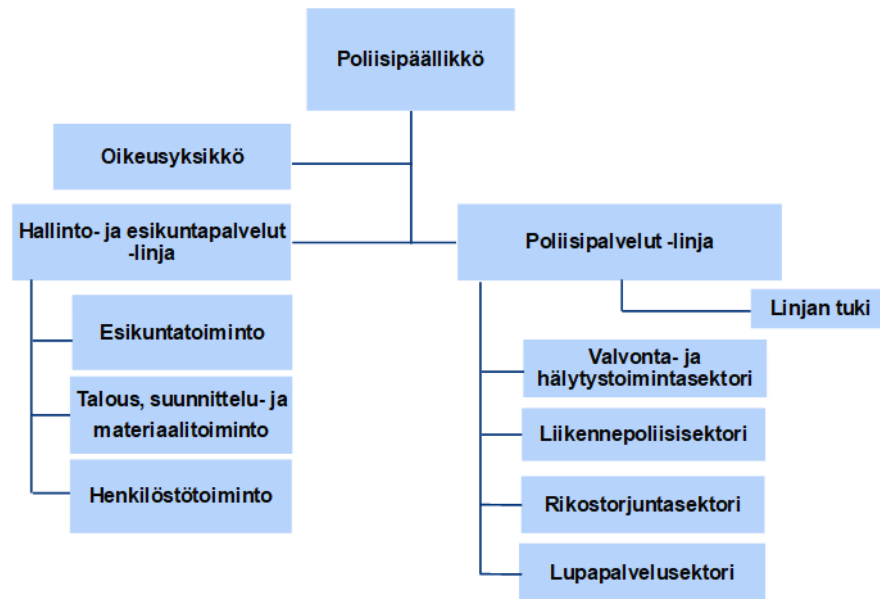 Poliisipäällikkö
Oikeusyksikkö
Hallinto- ja esikuntapalvelut
-linja
Poliisipalvelut -linja
Linjan tuki
Esikuntatoiminto
Talous, suunnittelu- ja
materiaalitoiminto
Henkilöstötoiminto
Valvonta- ja
hälytystoimintasektori
Liikennepoliisisektori
Rikostorjuntasektori
Lupapalvelusektori